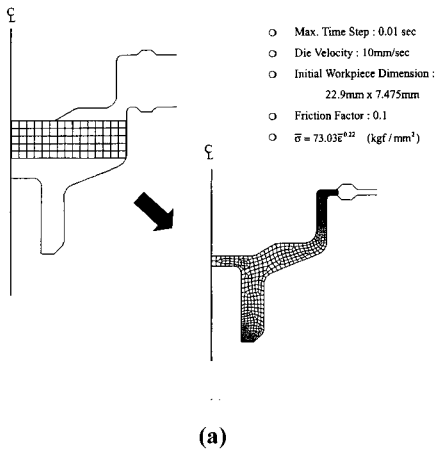 ℄
○ Max. Time Step : 0.01 sec
○ Die Velocity : 10mm/sec
○ Initial Workpiece Dimension :
22.9mm x 7.475mm
○ Friction Factor : 0.1
○ σ̅ = 73.03ε̅^0.22 (kgf / mm²)
℄
(a)